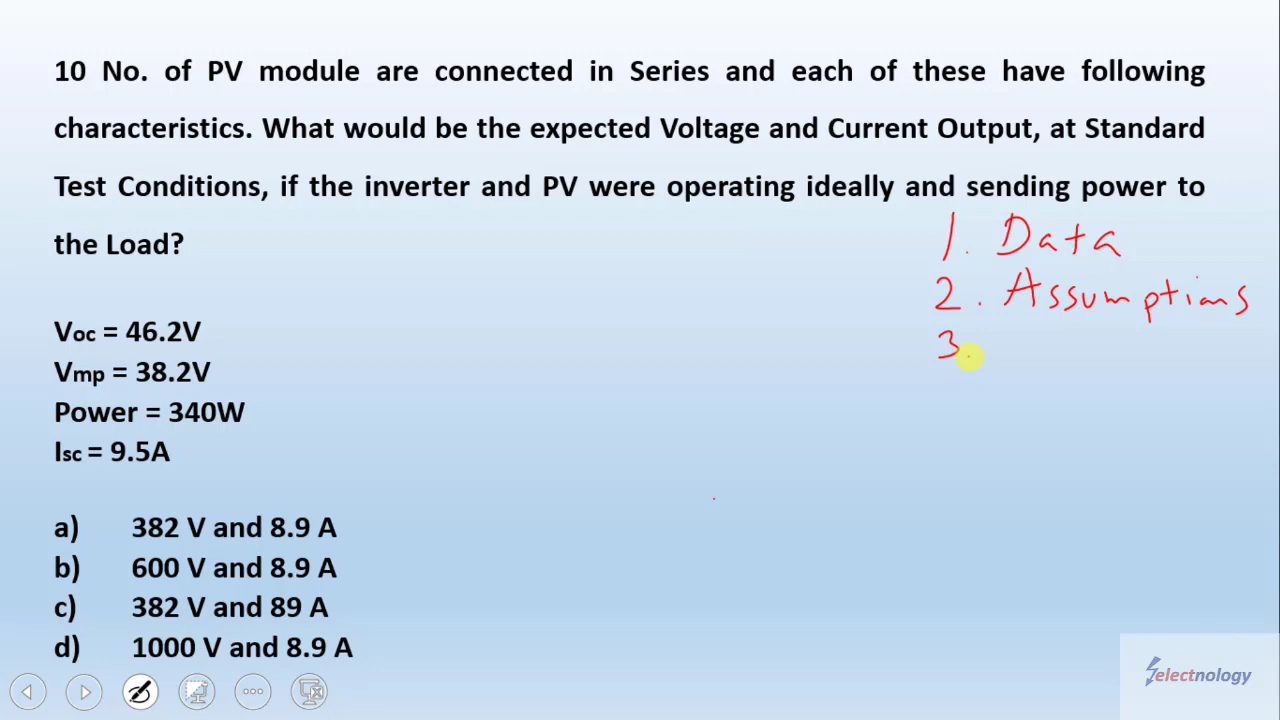 10 No. of PV module are connected in Series and each of these have following
characteristics. What would be the expected Voltage and Current Output, at Standard
Test Conditions, if the inverter and PV were operating ideally and sending power to
the Load?
1. Data
2. Assumptions
3.
Voc = 46.2V
Vmp = 38.2V
Power = 340W
Isc = 9.5A
a) 382 V and 8.9 A
b) 600 V and 8.9 A
c) 382 V and 89 A
d) 1000 V and 8.9 A
electnology